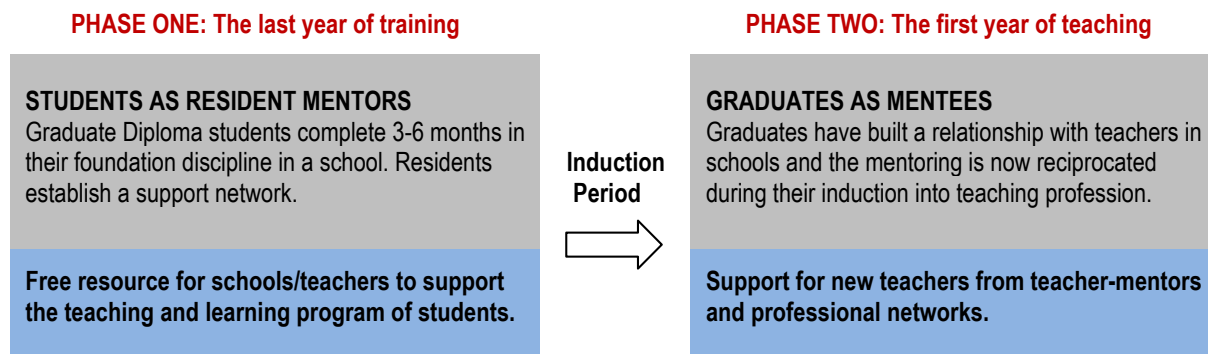 PHASE ONE: The last year of training
STUDENTS AS RESIDENT MENTORS
Graduate Diploma students complete 3-6 months in
their foundation discipline in a school. Residents
establish a support network.
Free resource for schools/teachers to support
the teaching and learning program of students.
Induction
Period
PHASE TWO: The first year of teaching
GRADUATES AS MENTEES
Graduates have built a relationship with teachers in
schools and the mentoring is now reciprocated
during their induction into teaching profession.
Support for new teachers from teacher-mentors
and professional networks.